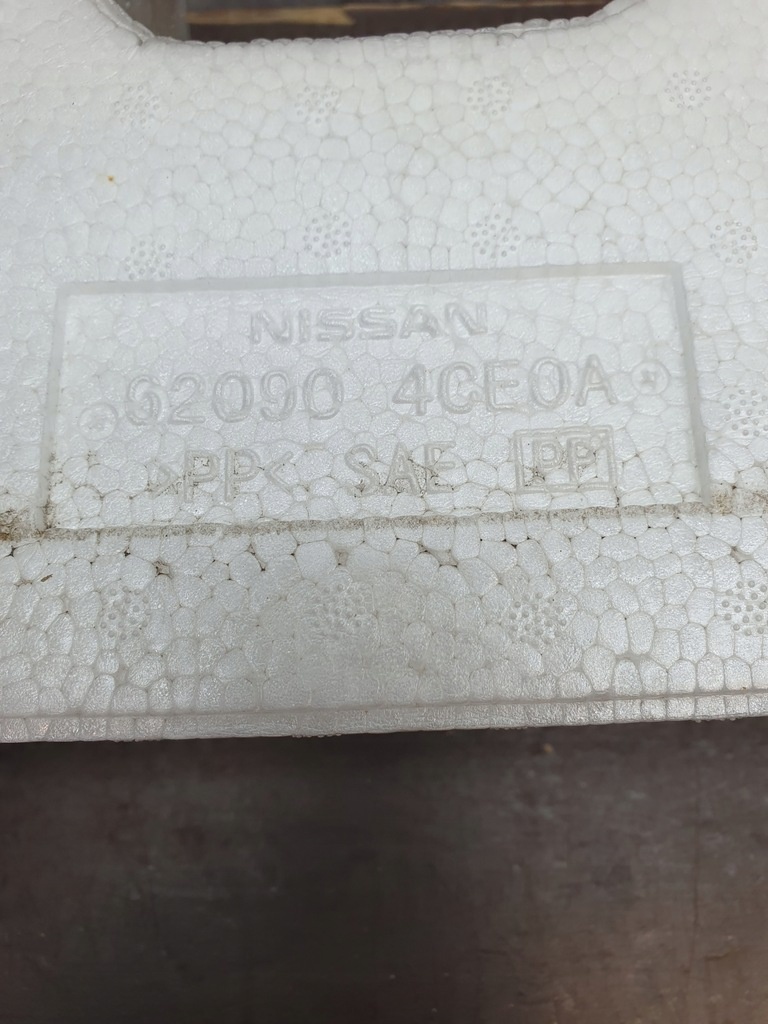 NISSAN
62090 4CE0A
>PP< SAE PP